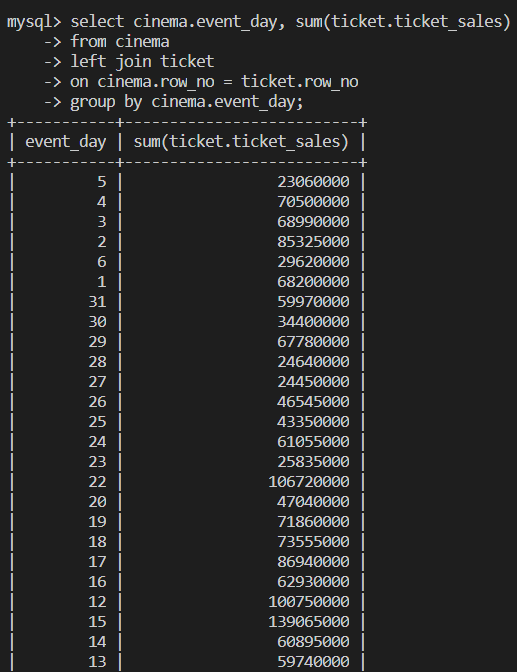 mysql> select cinema.event_day, sum(ticket.ticket_sales)
    -> from cinema
    -> left join ticket
    -> on cinema.row_no = ticket.row_no
    -> group by cinema.event_day;
+-----------+--------------------------+
| event_day | sum(ticket.ticket_sales) |
+-----------+--------------------------+
|         5 |                 23060000 |
|         4 |                 70500000 |
|         3 |                 68990000 |
|         2 |                 85325000 |
|         6 |                 29620000 |
|         1 |                 68200000 |
|        31 |                 59970000 |
|        30 |                 34400000 |
|        29 |                 67780000 |
|        28 |                 24640000 |
|        27 |                 24450000 |
|        26 |                 46545000 |
|        25 |                 43350000 |
|        24 |                 61055000 |
|        23 |                 25835000 |
|        22 |                106720000 |
|        20 |                 47040000 |
|        19 |                 71860000 |
|        18 |                 73555000 |
|        17 |                 86940000 |
|        16 |                 62930000 |
|        12 |                100750000 |
|        15 |                139065000 |
|        14 |                 60895000 |
|        13 |                 59740000 |